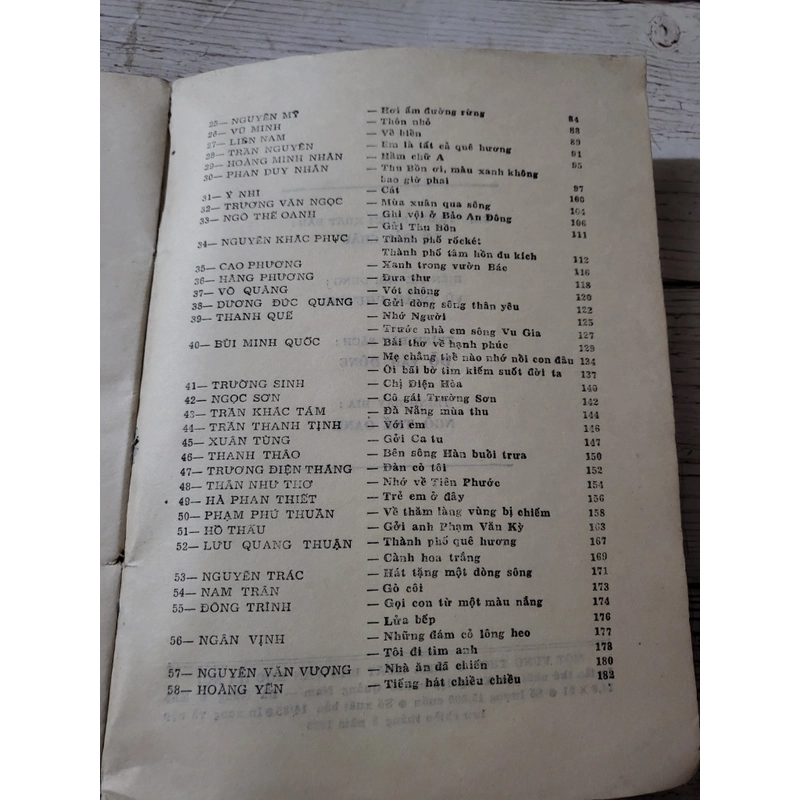 25— NGUYỄN MỸ — Hơi ấm đường rừng 84
26— VŨ MINH — Thôn nhỏ 88
27— LIÊN NAM — Về biển 89
28— TRẦN NGUYÊN — Em là tất cả quê hương 91
29— HOÀNG MINH NHÂN — Hầm chữ A
30— PHAN DUY NHÂN — Thu Bồn ơi, màu xanh không 95
bao giờ phai
31— Ý NHI — Cát 97
32— TRƯƠNG VĂN NGỌC — Mùa xuân qua sông 100
33— NGÔ THẾ OANH — Ghi vội ở Bảo An Đông 104
— Gửi Thu Bồn 106
34— NGUYỄN KHẮC PHỤC — Thành phố rốckét 111
Thành phố tâm hồn du kích
35— CAO PHƯƠNG — Xanh trong vườn Bác 112
36— HẰNG PHƯƠNG — Đưa thư 116
37— VÕ QUẢNG — Vót chông 118
38— DƯƠNG ĐỨC QUẢNG — Gửi dòng sông thân yêu 120
39— THANH QUẾ — Nhớ Người 122
— Trước nhà em sông Vu Gia 125
40— BÙI MINH QUỐC — Bài thơ về hạnh phúc 127
129
— Mẹ chẳng thể nào nhớ nổi con đâu 134
— Ôi bãi bờ tìm kiếm suốt đời ta 137
41— TRƯỜNG SINH — Chị Điện Hòa 140
42— NGỌC SƠN — Cô gái Trường Sơn 142
43— TRẦN KHẮC TÁM — Đà Nẵng mùa thu 144
44— TRẦN THANH TỊNH — Với em 146
45— XUÂN TÙNG — Gởi Ca tu 147
46— THANH THẢO — Bên sông Hàn buổi trưa 150
47— TRƯƠNG ĐIỆN THẮNG — Đàn cò tôi 152
48— THÂN NHƯ THƠ — Nhớ về Tiên Phước 154
49— HÀ PHAN THIẾT — Trẻ em ở đây 156
50— PHẠM PHÚ THUẦN — Về thăm làng vùng bị chiếm 158
51— HỒ THẤU — Gởi anh Phạm Văn Kỳ 163
52— LƯU QUANG THUẬN — Thành phố quê hương 167
— Cành hoa trắng 169
53— NGUYỄN TRÁC — Hát tặng một dòng sông 171
54— NAM TRÂN — Gò côi 173
55— ĐÔNG TRÌNH — Gọi con từ một màu nắng 174
— Lửa bếp 176
56— NGÂN VỊNH — Những đám cỏ lông heo 177
— Tôi đi tìm anh 178
57— NGUYỄN VĂN VƯỢNG — Nhà ăn đã chiến 180
58— HOÀNG YẾN — Tiếng hát chiều chiều 182